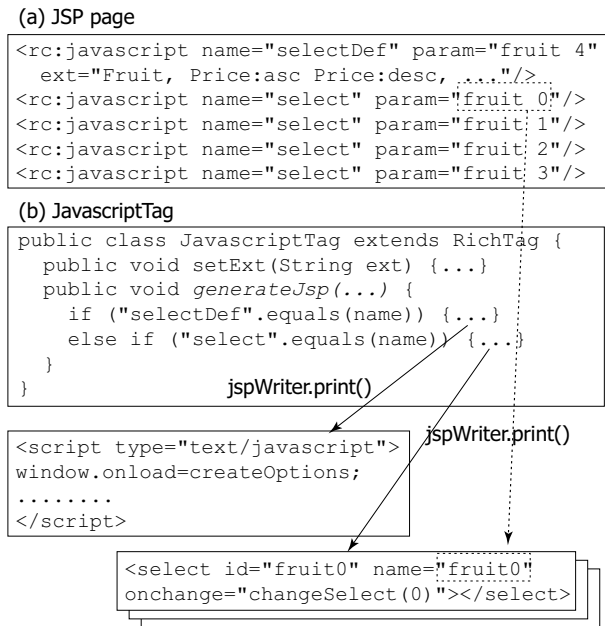 (a) JSP page
<rc:javascript name="selectDef" param="fruit 4"
ext="Fruit, Price:asc Price:desc, ..."/>
<rc:javascript name="select" param="fruit 0"/>
<rc:javascript name="select" param="fruit 1"/>
<rc:javascript name="select" param="fruit 2"/>
<rc:javascript name="select" param="fruit 3"/>
(b) JavascriptTag
public class JavascriptTag extends RichTag {
public void setExt(String ext) {...}
public void generateJsp(...) {
if ("selectDef".equals(name)) {...}
else if ("select".equals(name)) {...}
}
}
jspWriter.print()
jspWriter.print()
<script type="text/javascript">
window.onload=createOptions;
........
</script>
<select id="fruit0" name="fruit0"
onchange="changeSelect(0)"></select>